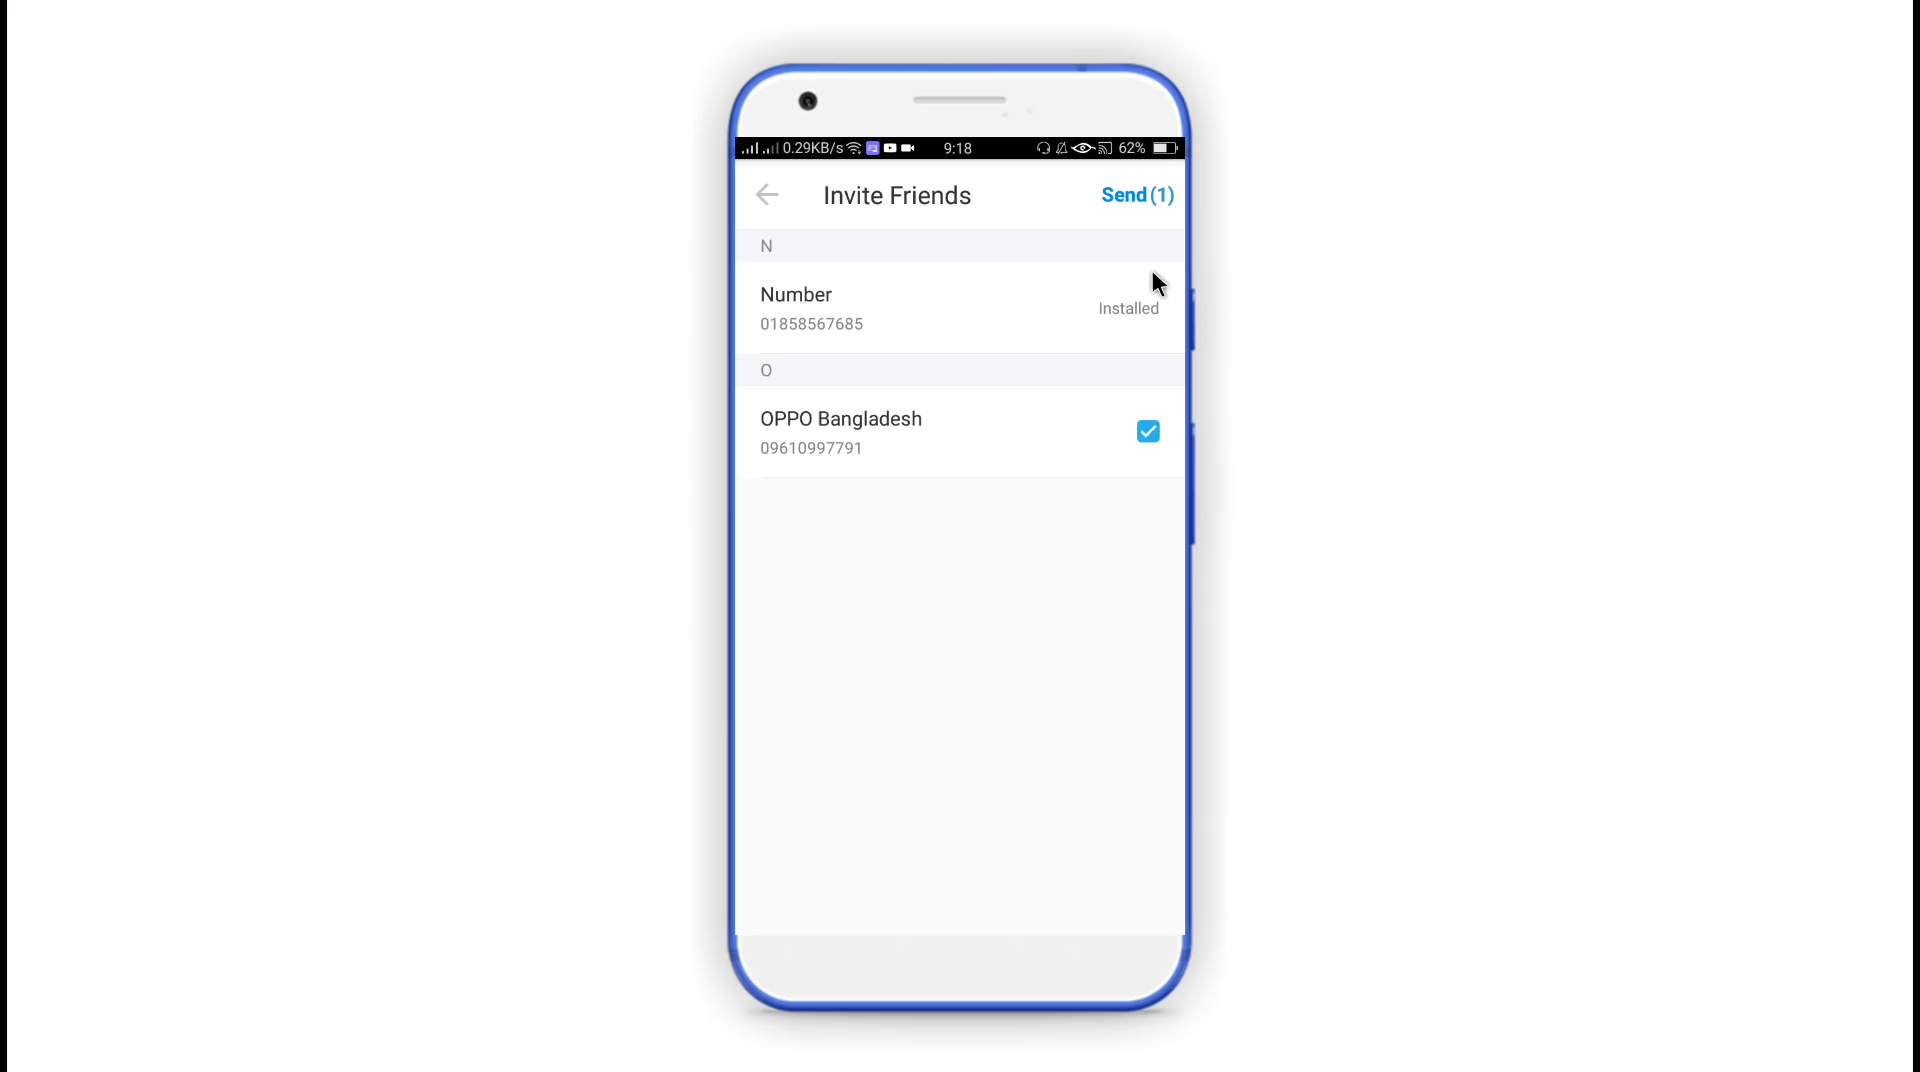 0.29KB/s 9:18 62%
Invite Friends Send (1)
N
Number
01858567685
Installed
O
OPPO Bangladesh
09610997791